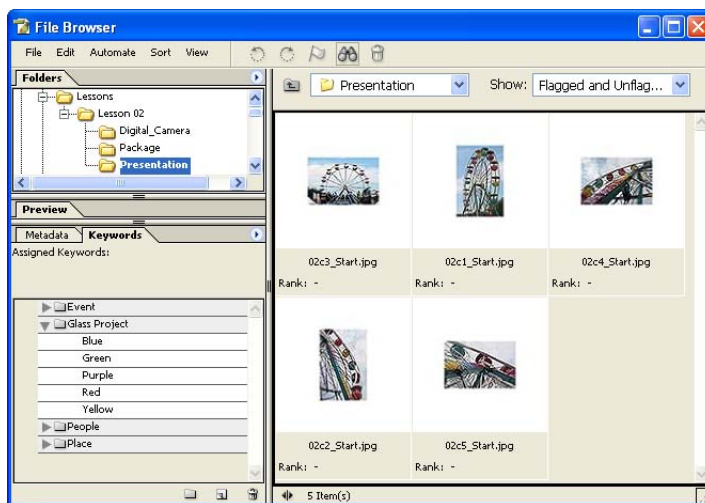 File Browser
File Edit Automate Sort View
Folders
Lessons
Lesson 02
Digital_Camera
Package
Presentation
Preview
Metadata Keywords
Assigned Keywords:
Event
Glass Project
Blue
Green
Purple
Red
Yellow
People
Place
Presentation Show: Flagged and Unflag...
02c3_Start.jpg 02c1_Start.jpg 02c4_Start.jpg
Rank: - Rank: - Rank: -
02c2_Start.jpg 02c5_Start.jpg
Rank: - Rank: -
5 Item(s)